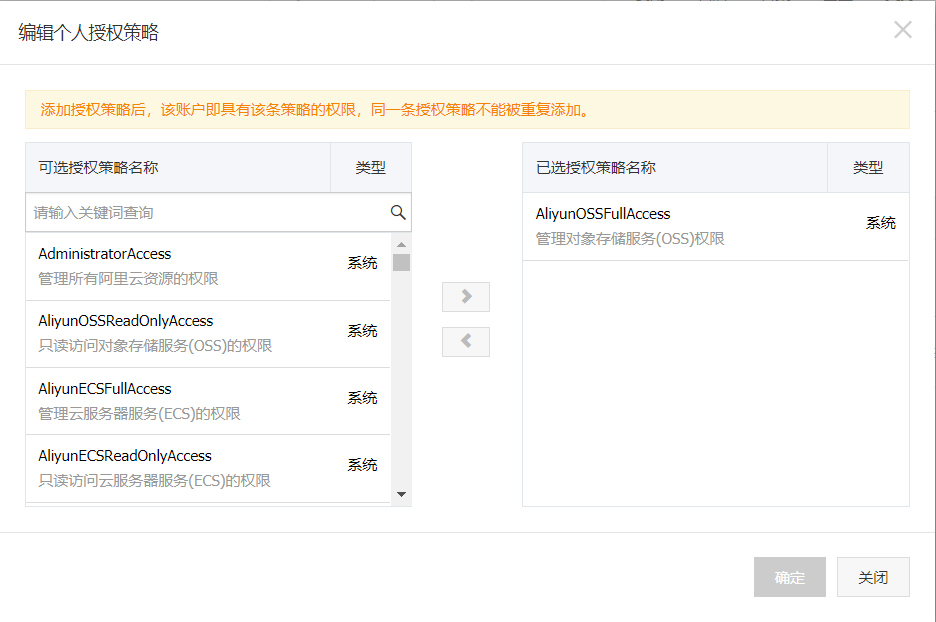 编辑个人授权策略
添加授权策略后，该账户即具有该条策略的权限，同一条授权策略不能被重复添加。
可选授权策略名称
类型
请输入关键词查询
AdministratorAccess
管理所有阿里云资源的权限
系统
AliyunOSSReadOnlyAccess
只读访问对象存储服务(OSS)的权限
系统
AliyunECSFullAccess
管理云服务器服务(ECS)的权限
系统
AliyunECSReadOnlyAccess
只读访问云服务器服务(ECS)的权限
系统
已选授权策略名称
类型
AliyunOSSFullAccess
管理对象存储服务(OSS)权限
系统
确定
关闭